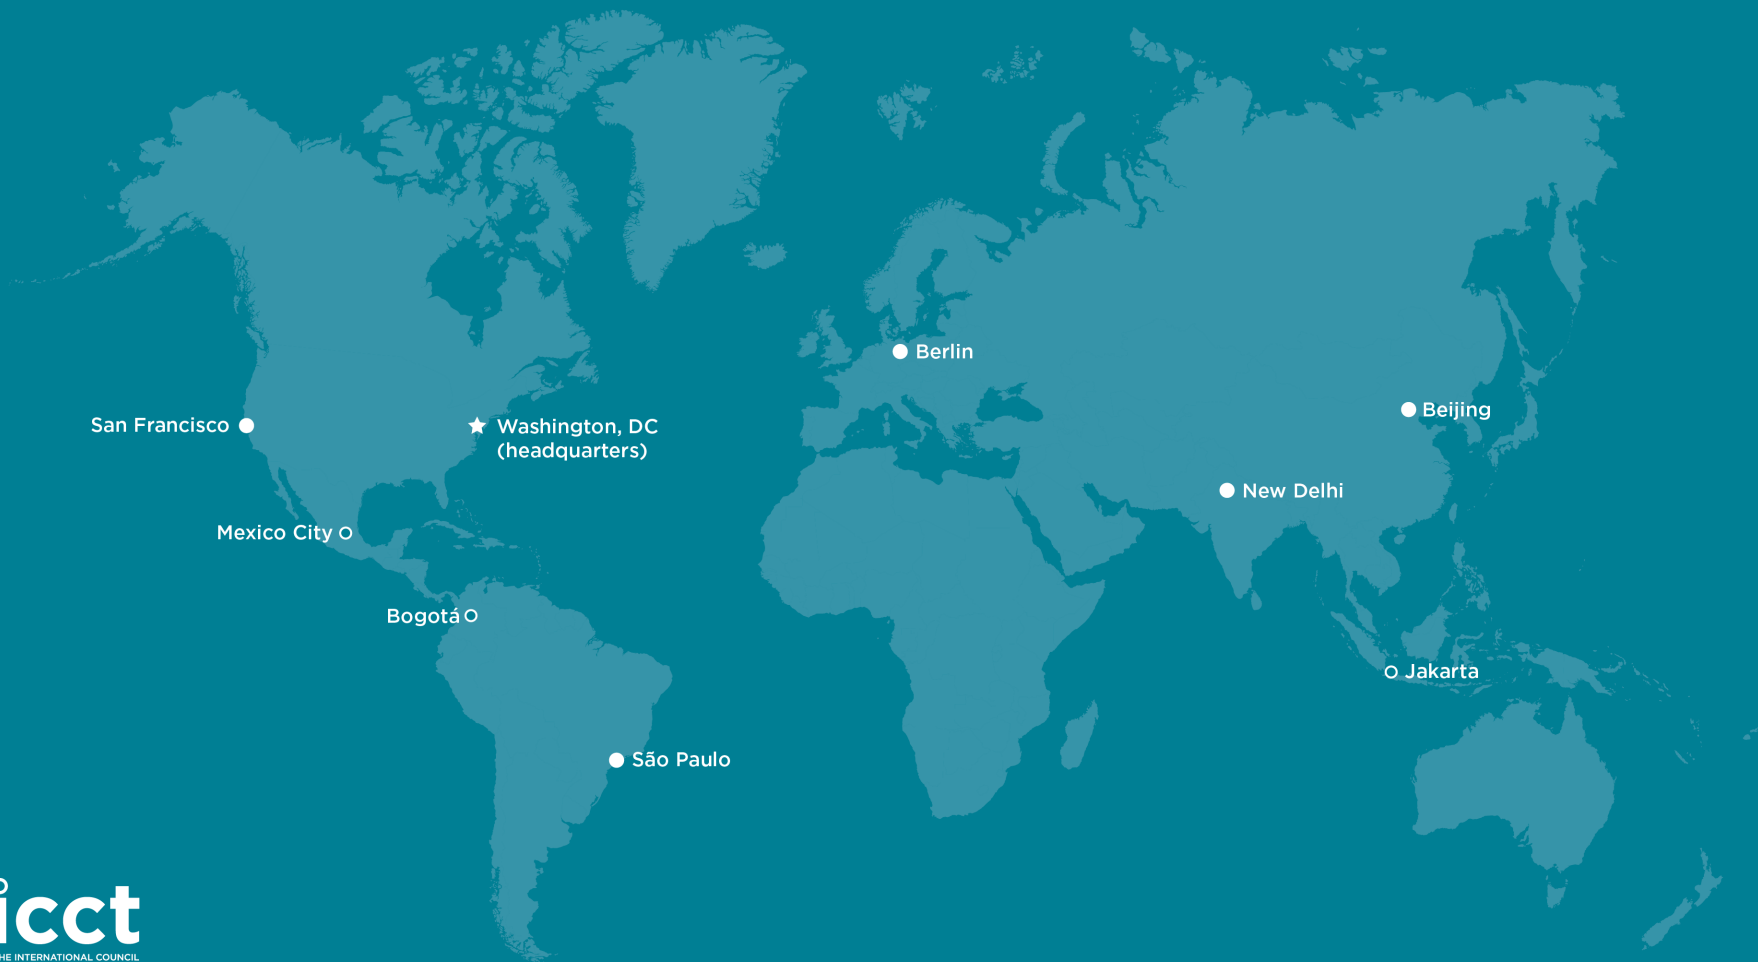 Berlin
San Francisco
Washington, DC
(headquarters)
Beijing
New Delhi
Mexico City
Bogotá
Jakarta
São Paulo
icct
HE INTERNATIONAL COUNCIL